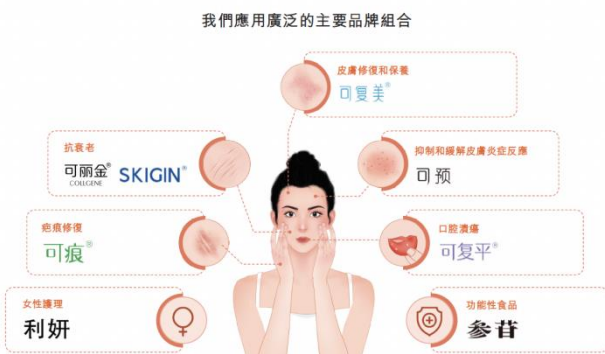 我們應用廣泛的主要品牌組合
皮膚修復和保養
可复美®
抗衰老
可丽金® SKIGIN®
COLLGENE
抑制和緩解皮膚炎症反應
可预
疤痕修復
可痕®
口腔潰瘍
可复平®
女性護理
利妍
功能性食品
参苷